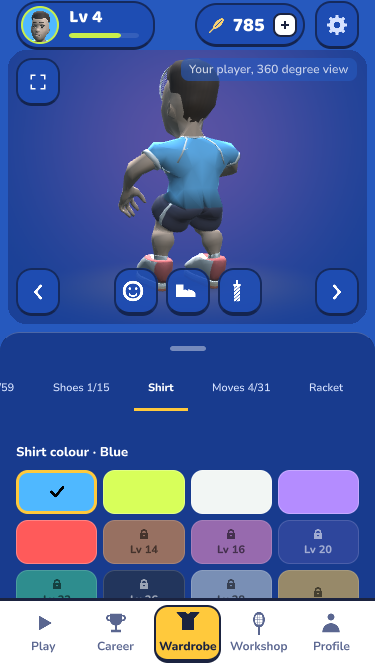 Lv 4
785
Your player, 360 degree view
/59
Shoes 1/15
Shirt
Moves 4/31
Racket
Shirt colour · Blue
Lv 14
Lv 16
Lv 20
Play
Career
Wardrobe
Workshop
Profile